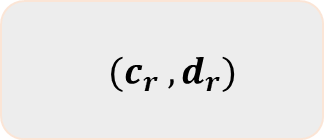 (c_r , d_r)